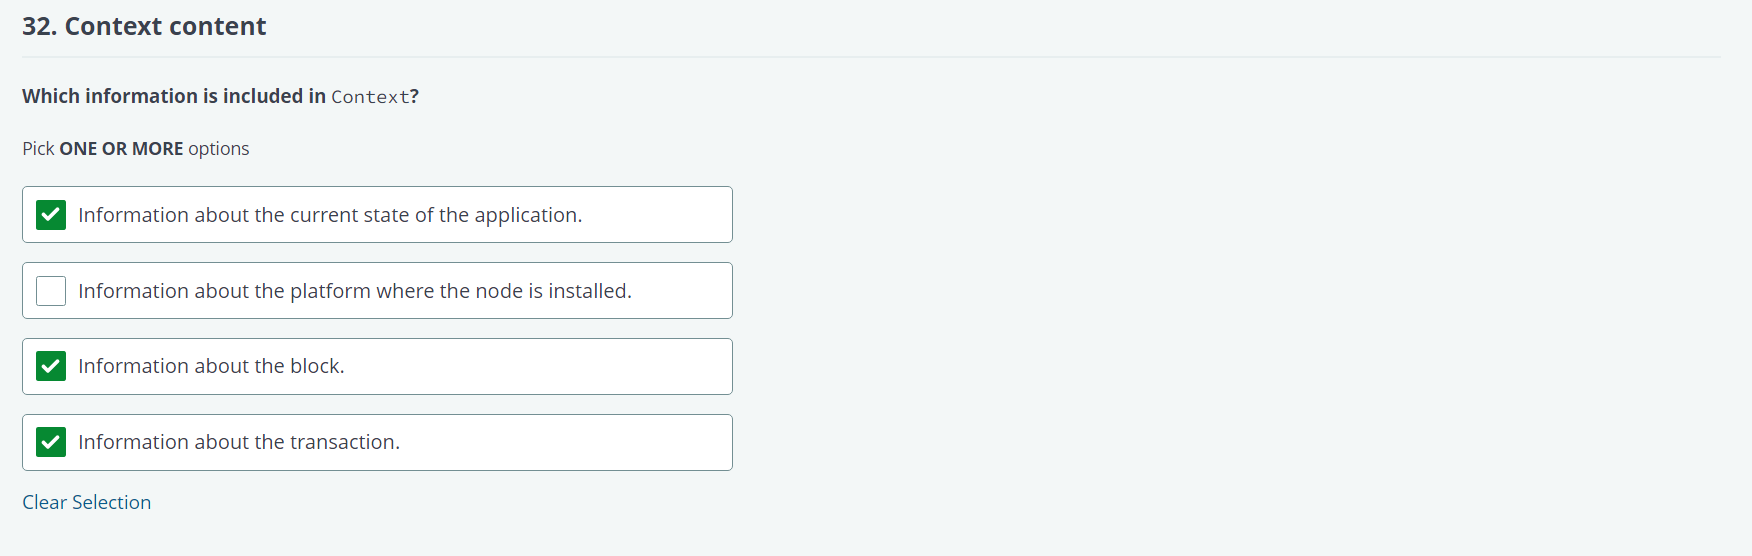 32. Context content
Which information is included in Context?
Pick ONE OR MORE options
Information about the current state of the application.
Information about the platform where the node is installed.
Information about the block.
Information about the transaction.
Clear Selection